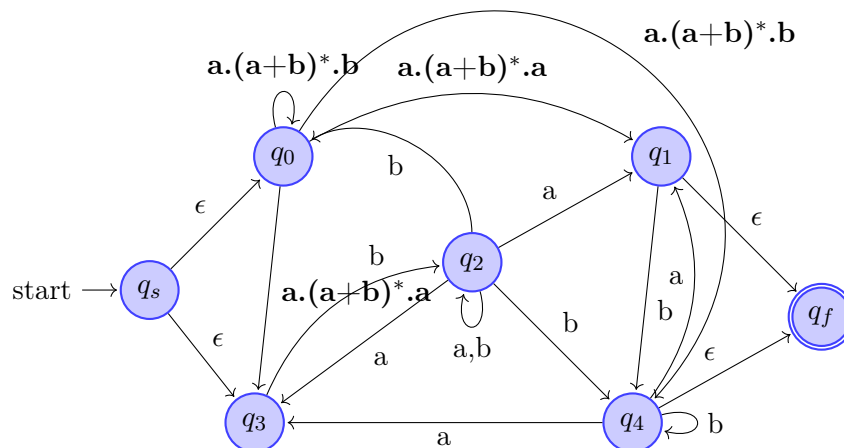 a.(a+b)*.b
a.(a+b)*.b
a.(a+b)*.a
q0
q1
b
a
ϵ
b
q2
a
ϵ
start
qs
a.(a+b)*.a
b
b
qf
ϵ
a
a,b
ϵ
q3
q4
b
a